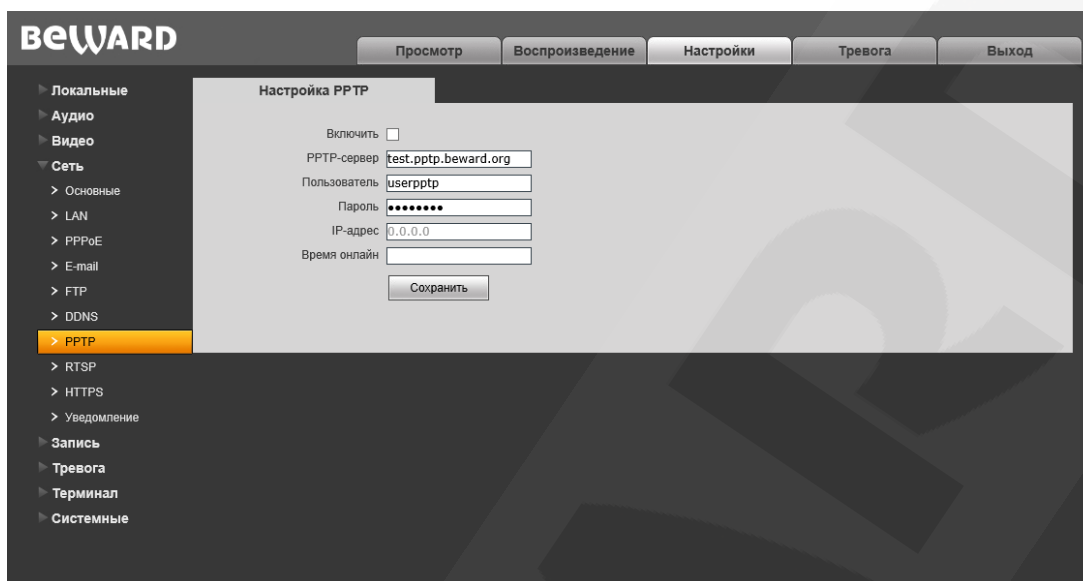 BEWARD
Просмотр Воспроизведение Настройки Тревога Выход
Локальные
Аудио
Видео
Сеть
> Основные
> LAN
> PPPoE
> E-mail
> FTP
> DDNS
> PPTP
> RTSP
> HTTPS
> Уведомление
Запись
Тревога
Терминал
Системные
Настройка PPTP
Включить
PPTP-сервер test.pptp.beward.org
Пользователь userpptp
Пароль ••••••••
IP-адрес 0.0.0.0
Время онлайн
Сохранить